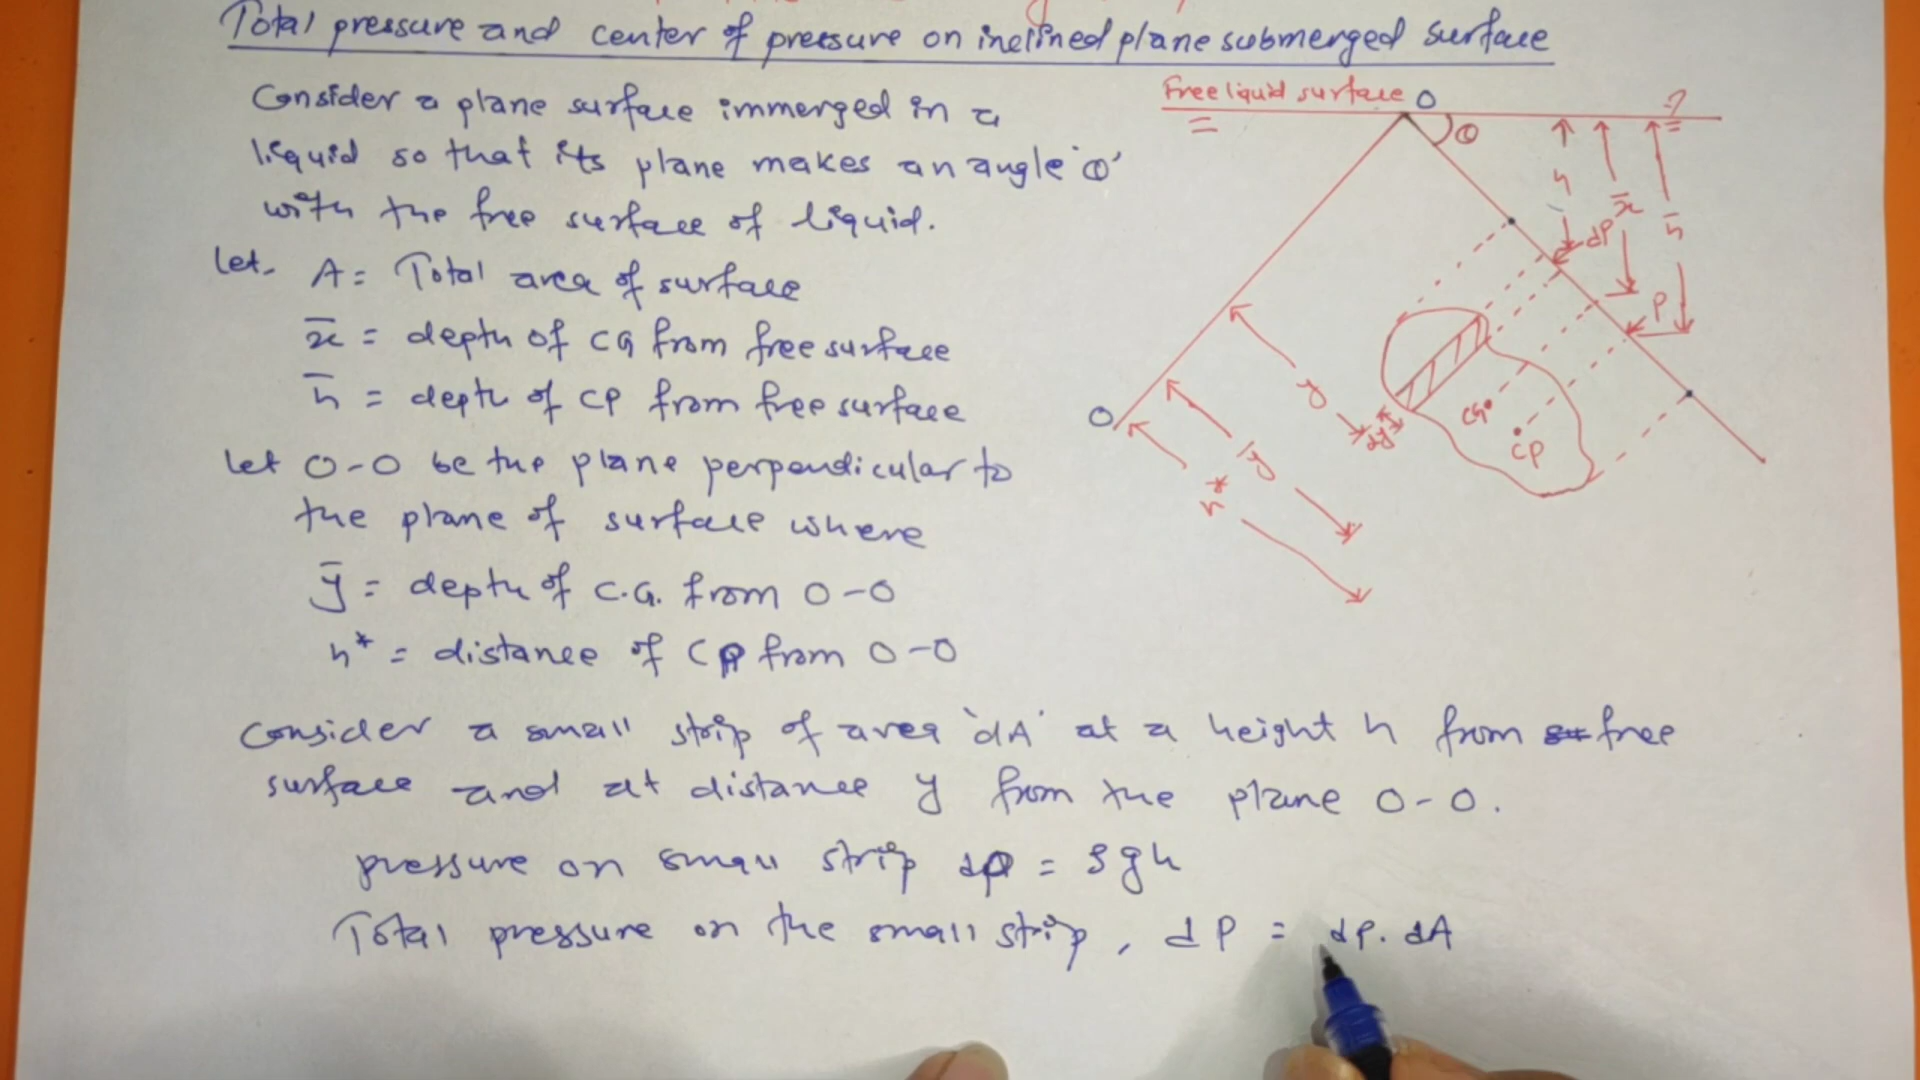 Total pressure and center of pressure on inclined plane submerged surface
Consider a plane surface immerged in a
liquid so that its plane makes an angle 'θ'
with the free surface of liquid.
let. A = Total area of surface
x̄ = depth of CG from free surface
h̄ = depth of CP from free surface
Let O-O be the plane perpendicular to
the plane of surface where
ȳ = depth of C.G. from O-O
h* = distance of CP from O-O
Consider a small strip of area 'dA' at a height h from free
surface and at distance y from the plane O-O.
pressure on small strip dp = ρgh
Total pressure on the small strip, dP = dp. dA
Free liquid surface O
θ
h
x̄
h̄
dP
P
O
y
dy
ȳ
h*
CG
CP